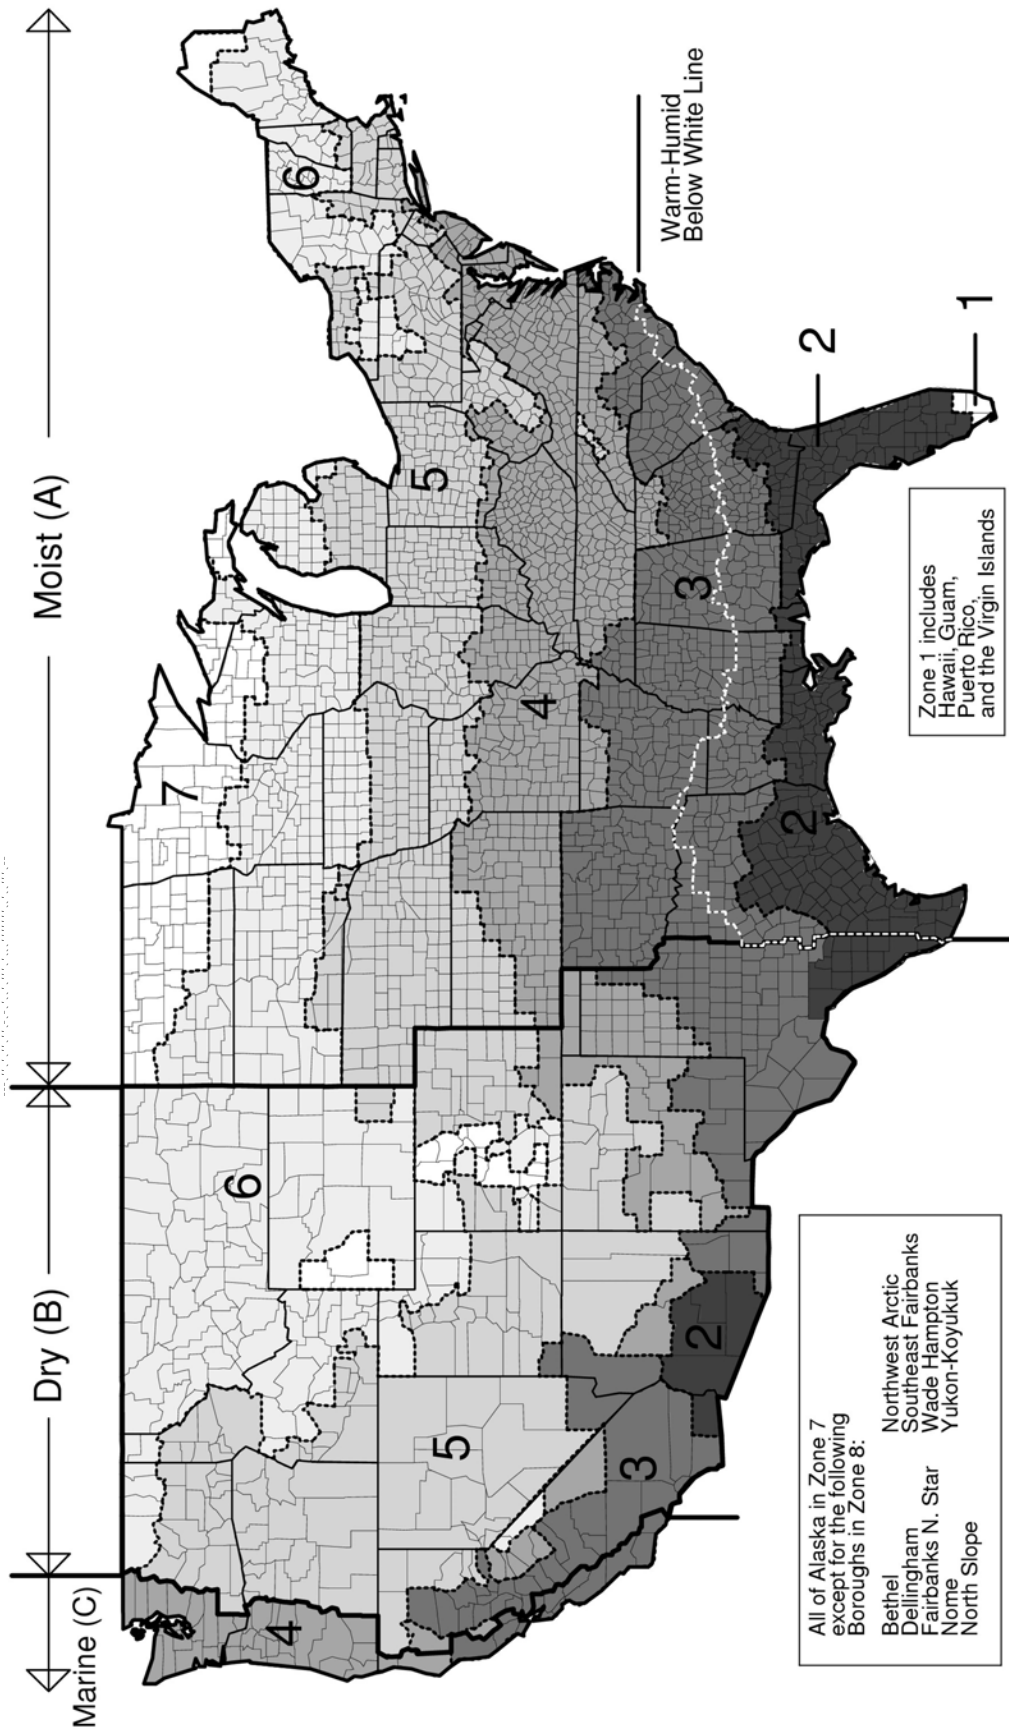 Marine (C)
Dry (B)
Moist (A)
7
6
6
5
5
4
4
3
3
2
2
2
1
Warm-Humid
Below White Line
All of Alaska in Zone 7
except for the following
Boroughs in Zone 8:
Bethel
Dellingham
Fairbanks N. Star
Nome
North Slope
Northwest Arctic
Southeast Fairbanks
Wade Hampton
Yukon-Koyukuk
Zone 1 includes
Hawaii, Guam,
Puerto Rico,
and the Virgin Islands